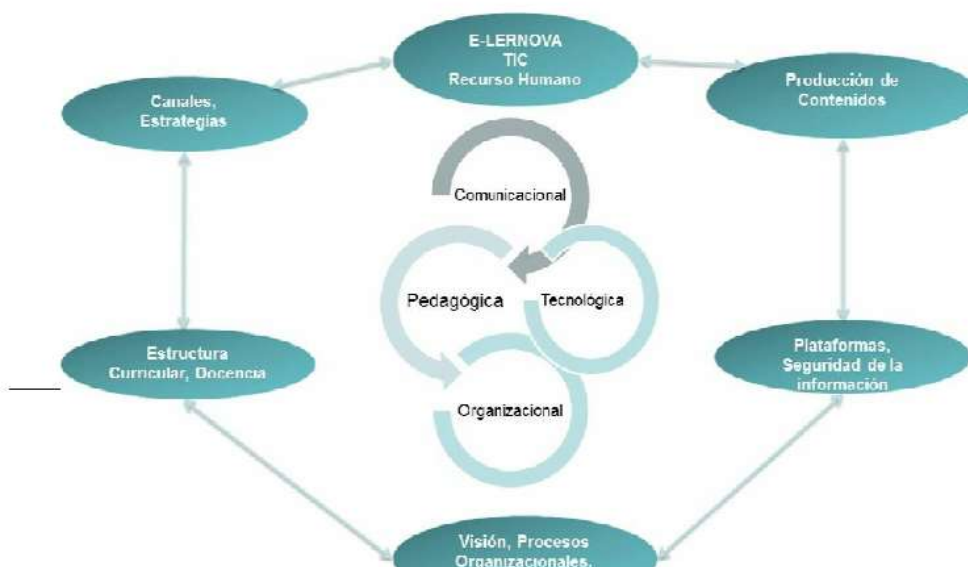 E-LERNOVA
TIC
Recurso Humano
Canales,
Estrategias
Producción de
Contenidos
Comunicacional
Pedagógica
Tecnológica
Estructura
Curricular, Docencia
Plataformas,
Seguridad de la
información
Organizacional
Visión, Procesos
Organizacionales,